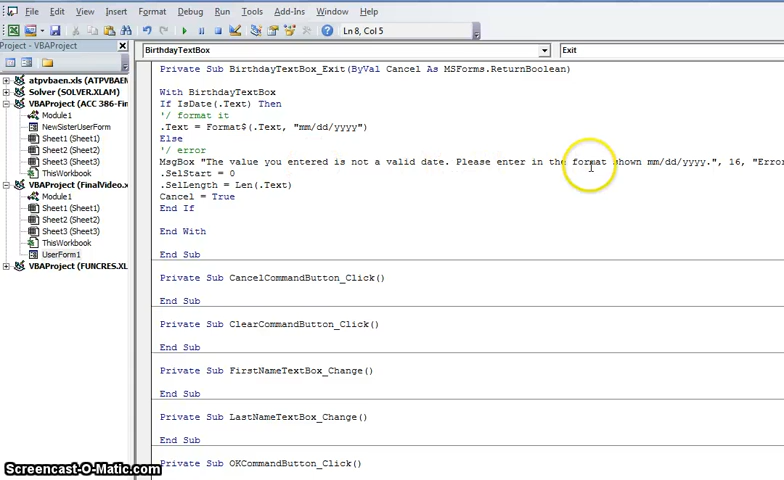 File Edit View Insert Format Debug Run Tools Add-Ins Window Help
Ln 8, Col 5
Project - VBAProject
BirthdayTextBox
Exit
atpvbaen.xls (ATPVBAEN
Solver (SOLVER.XLAM)
VBAProject (ACC 386-Fin
Module1
NewSisterUserForm
Sheet1 (Sheet1)
Sheet2 (Sheet2)
Sheet3 (Sheet3)
ThisWorkbook
VBAProject (FinalVideo.x
Module1
Sheet1 (Sheet1)
Sheet2 (Sheet2)
Sheet3 (Sheet3)
ThisWorkbook
UserForm1
VBAProject (FUNCRES.XL
Private Sub BirthdayTextBox_Exit(ByVal Cancel As MSForms.ReturnBoolean)
With BirthdayTextBox
If IsDate(.Text) Then
'/ format it
.Text = Format$(.Text, "mm/dd/yyyy")
Else
'/ error
MsgBox "The value you entered is not a valid date. Please enter in the format shown mm/dd/yyyy.", 16, "Error
.SelStart = 0
.SelLength = Len(.Text)
Cancel = True
End If
End With
End Sub
Private Sub CancelCommandButton_Click()
End Sub
Private Sub ClearCommandButton_Click()
End Sub
Private Sub FirstNameTextBox_Change()
End Sub
Private Sub LastNameTextBox_Change()
End Sub
Private Sub OKCommandButton_Click()
Screencast-O-Matic.com